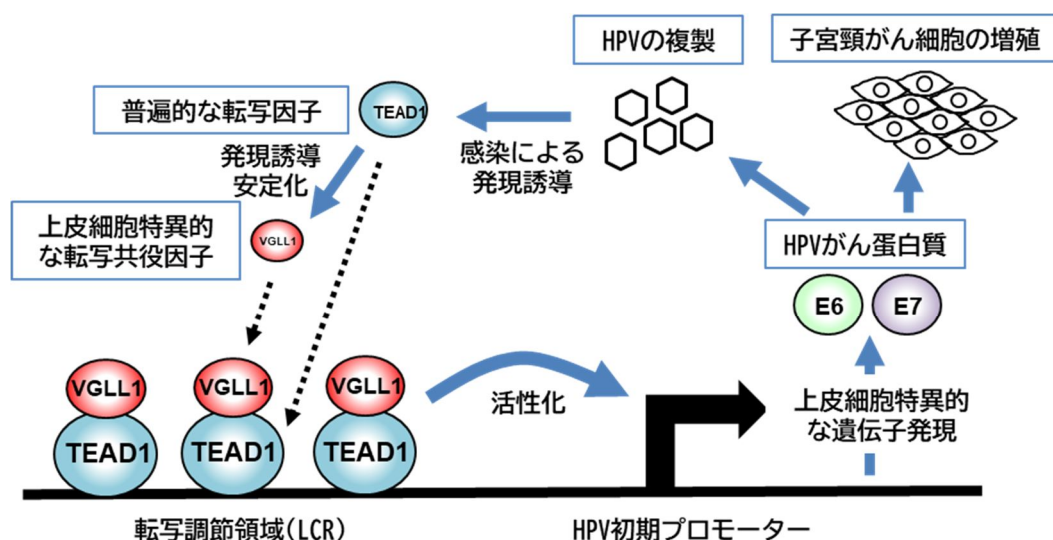 HPVの複製
子宮頸がん細胞の増殖
普遍的な転写因子
TEAD1
感染による
発現誘導
発現誘導
安定化
上皮細胞特異的
な転写共役因子
VGLL1
HPVがん蛋白質
E6
E7
VGLL1
VGLL1
VGLL1
TEAD1
TEAD1
TEAD1
活性化
上皮細胞特異的
な遺伝子発現
転写調節領域(LCR)
HPV初期プロモーター